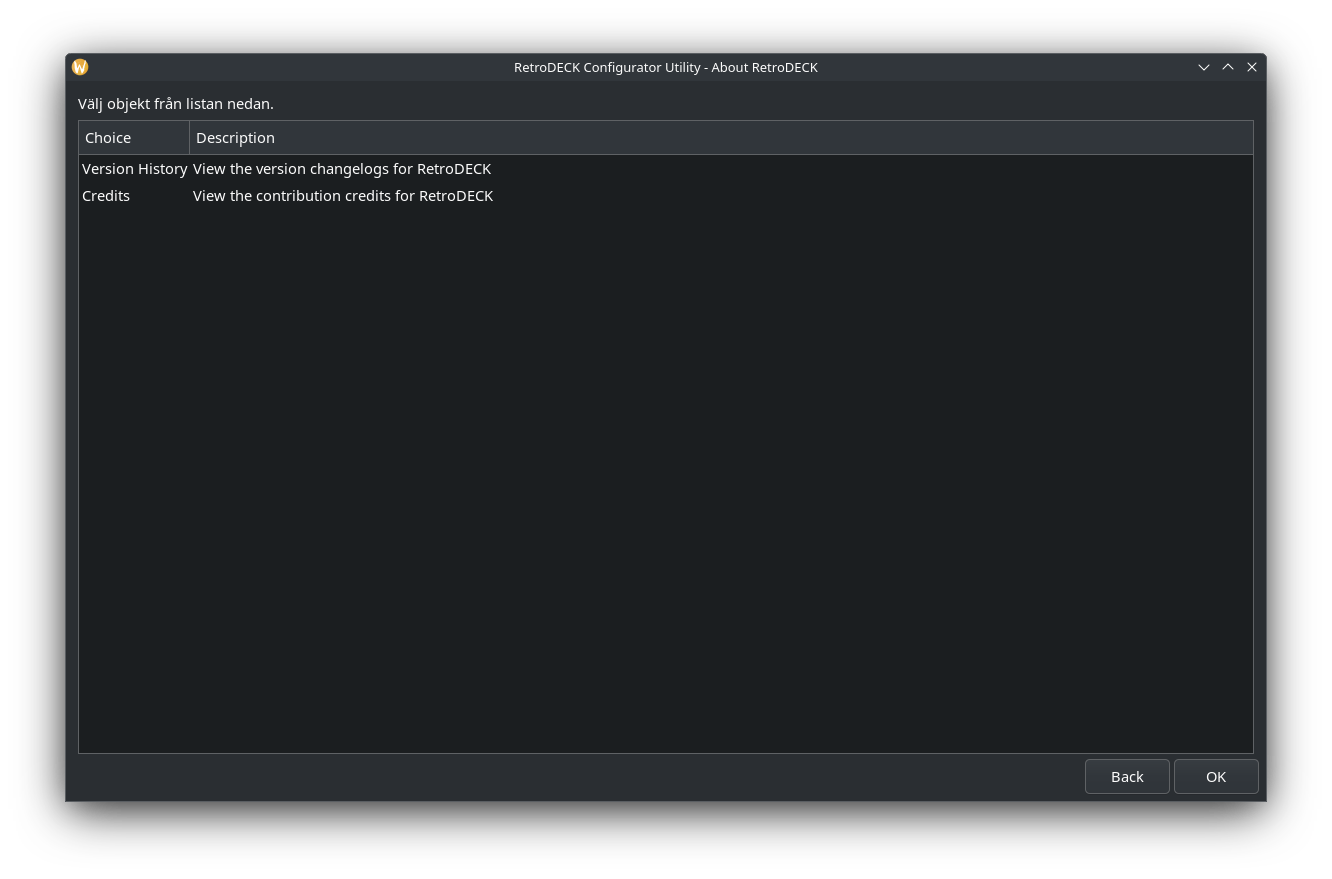 RetroDECK Configurator Utility - About RetroDECK
Välj objekt från listan nedan.
Choice Description
Version History View the version changelogs for RetroDECK
Credits View the contribution credits for RetroDECK
Back OK